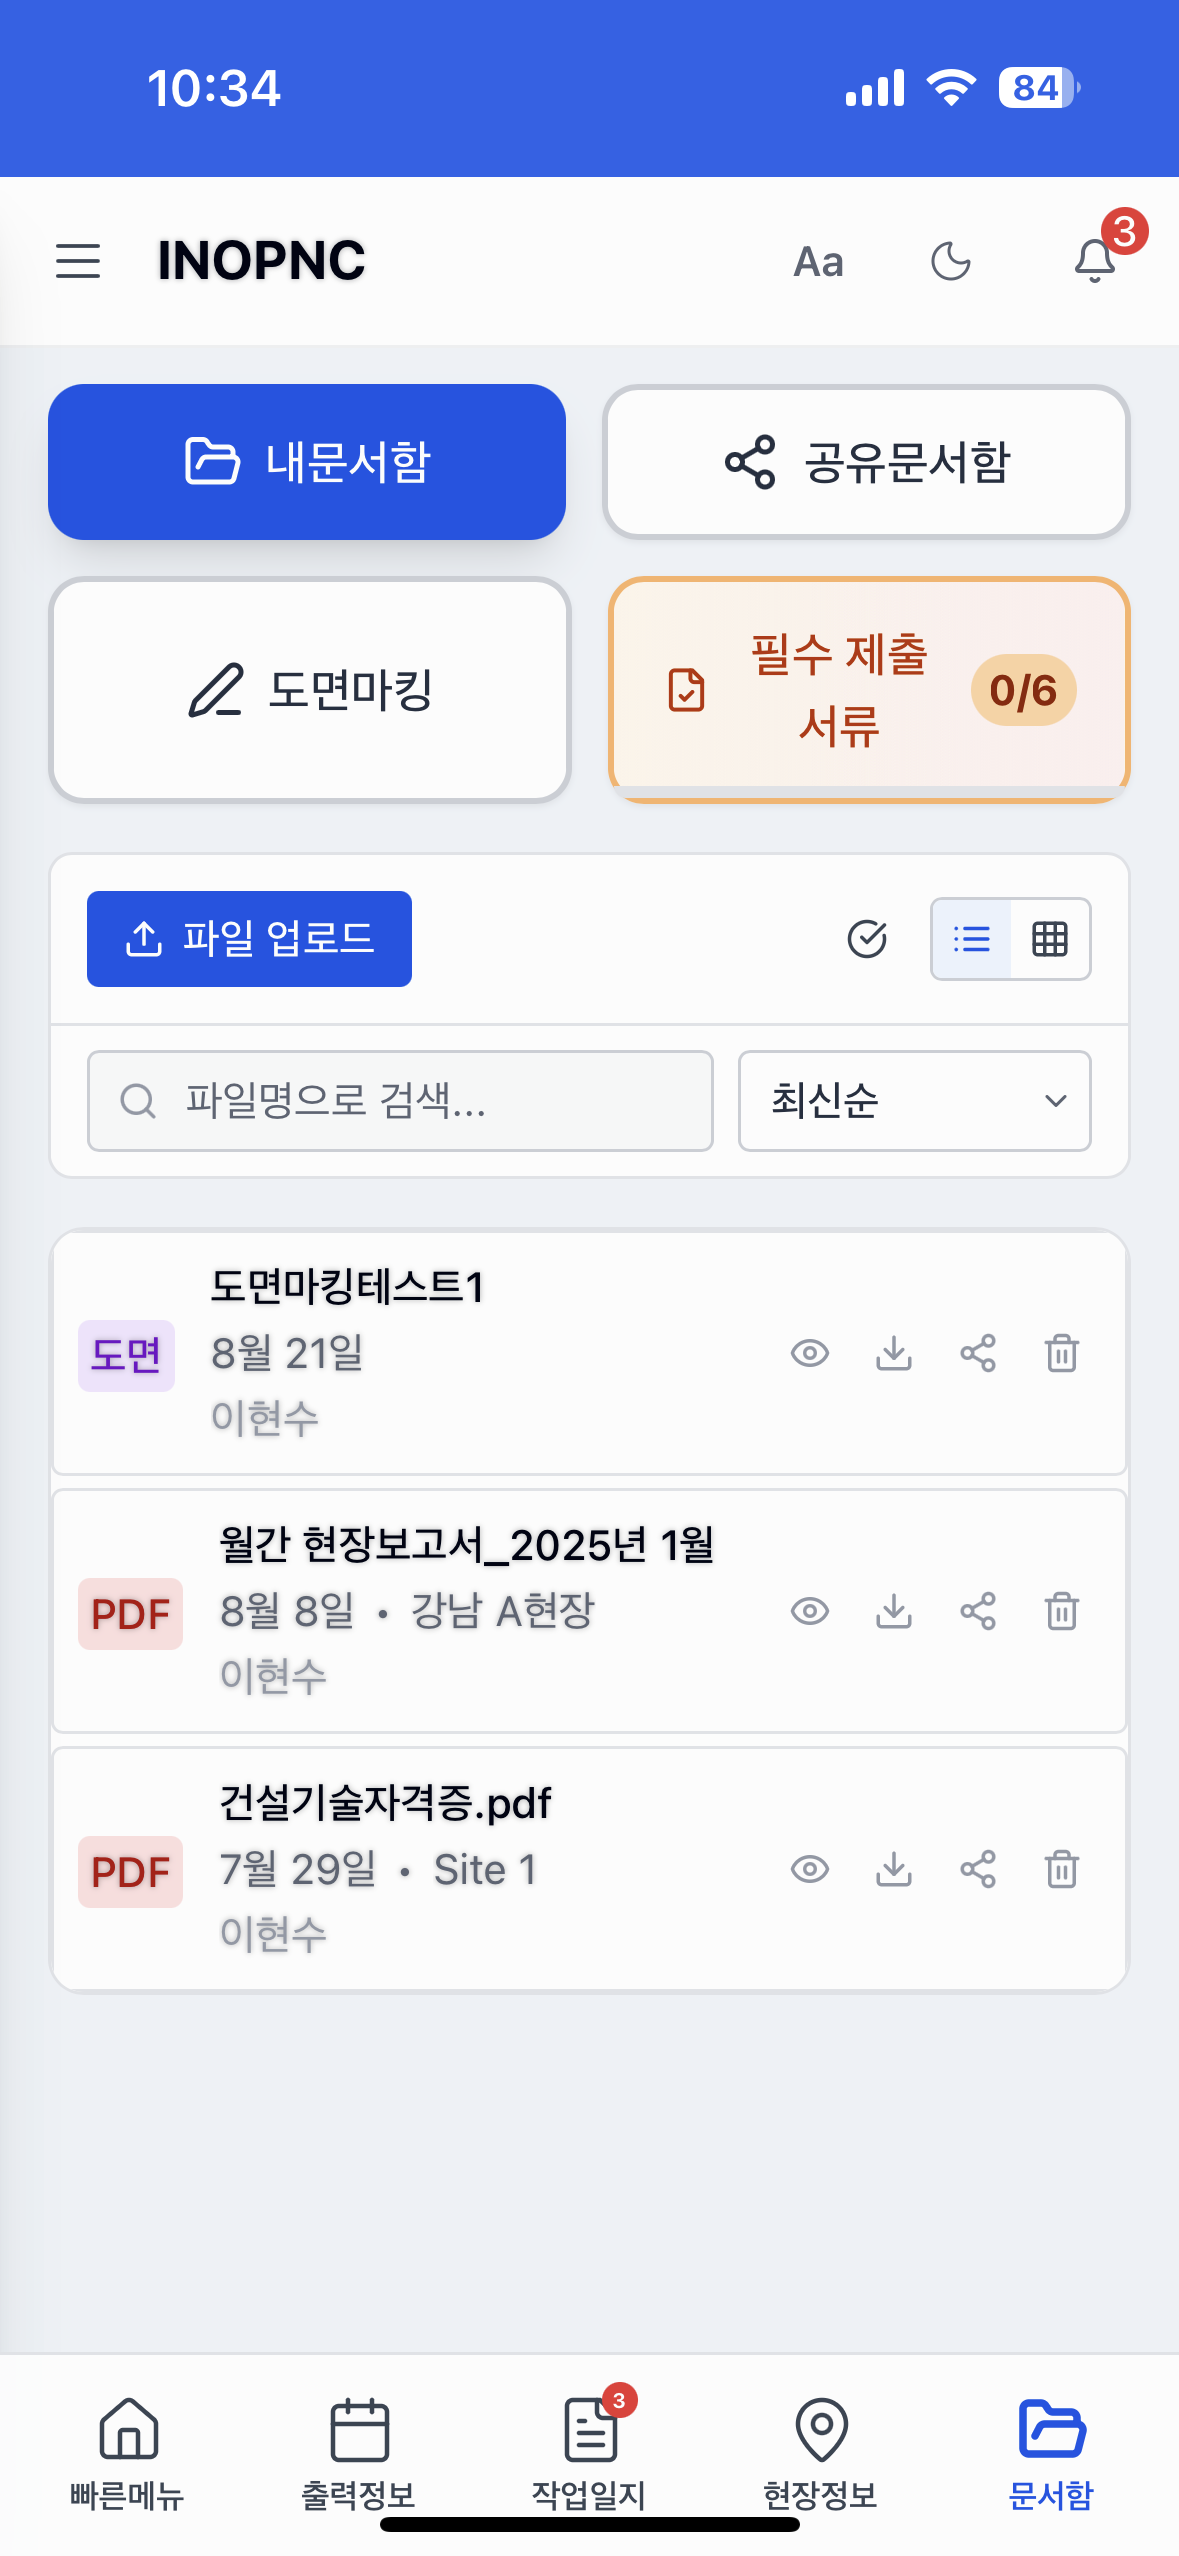 10:34
84
INOPNC
Aa
3
내문서함
공유문서함
도면마킹
필수 제출
서류
0/6
파일 업로드
파일명으로 검색...
최신순
도면마킹테스트1
도면
8월 21일
이현수
월간 현장보고서_2025년 1월
PDF
8월 8일 • 강남 A현장
이현수
건설기술자격증.pdf
PDF
7월 29일 • Site 1
이현수
3
빠른메뉴
출력정보
작업일지
현장정보
문서함